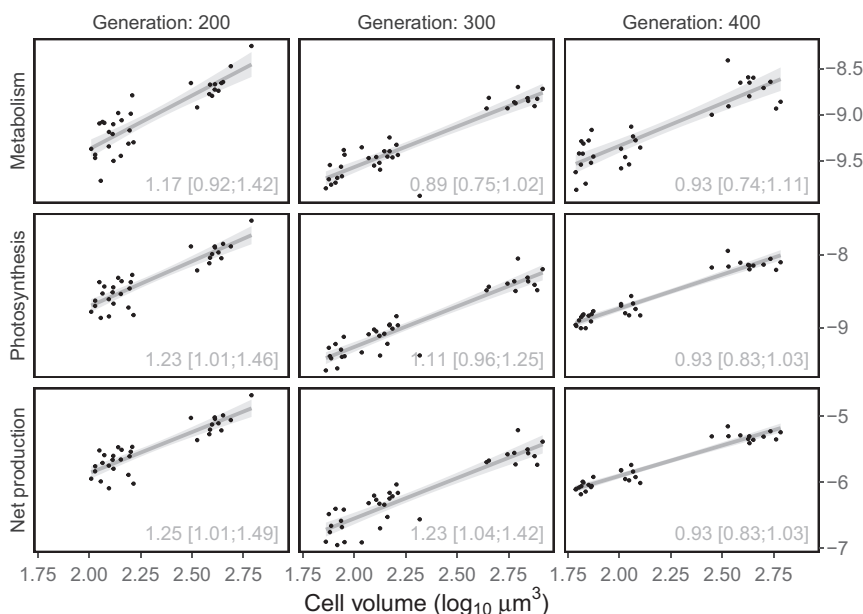 Generation: 200 Generation: 300 Generation: 400
Metabolism
1.17 [0.92;1.42] 0.89 [0.75;1.02] 0.93 [0.74;1.11]
−8.5
−9.0
−9.5
Photosynthesis
1.23 [1.01;1.46] 1.11 [0.96;1.25] 0.93 [0.83;1.03]
−8
−9
Net production
1.25 [1.01;1.49] 1.23 [1.04;1.42] 0.93 [0.83;1.03]
−5
−6
−7
1.75 2.00 2.25 2.50 2.75 1.75 2.00 2.25 2.50 2.75 1.75 2.00 2.25 2.50 2.75
Cell volume (log₁₀ μm³)